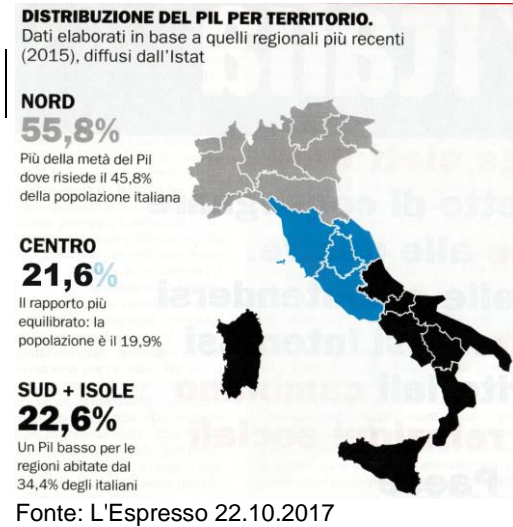 DISTRIBUZIONE DEL PIL PER TERRITORIO.
Dati elaborati in base a quelli regionali più recenti
(2015), diffusi dall'Istat
NORD
55,8%
Più della metà del Pil
dove risiede il 45,8%
della popolazione italiana
CENTRO
21,6%
Il rapporto più
equilibrato: la
popolazione è il 19,9%
SUD + ISOLE
22,6%
Un Pil basso per le
regioni abitate dal
34,4% degli italiani
Fonte: L'Espresso 22.10.2017